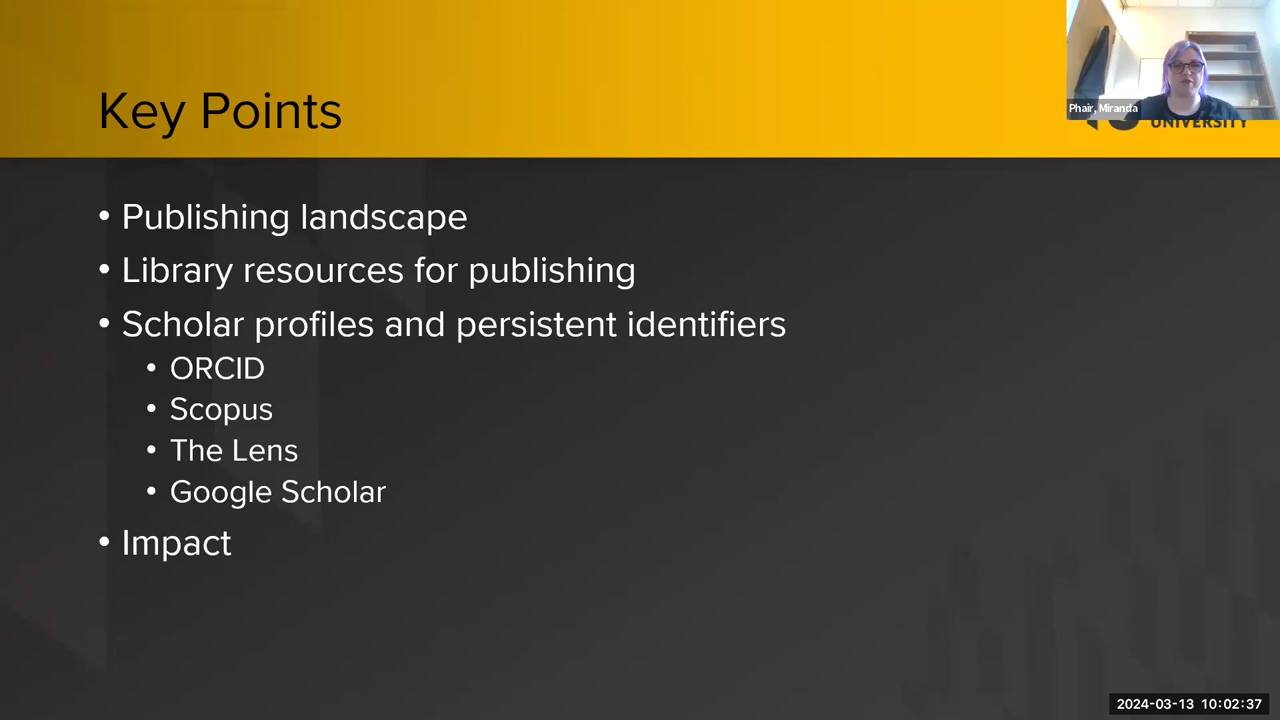 Key Points
Phair, Miranda
UNIVERSITY
• Publishing landscape
• Library resources for publishing
• Scholar profiles and persistent identifiers
• ORCID
• Scopus
• The Lens
• Google Scholar
• Impact
2024-03-13 10:02:37